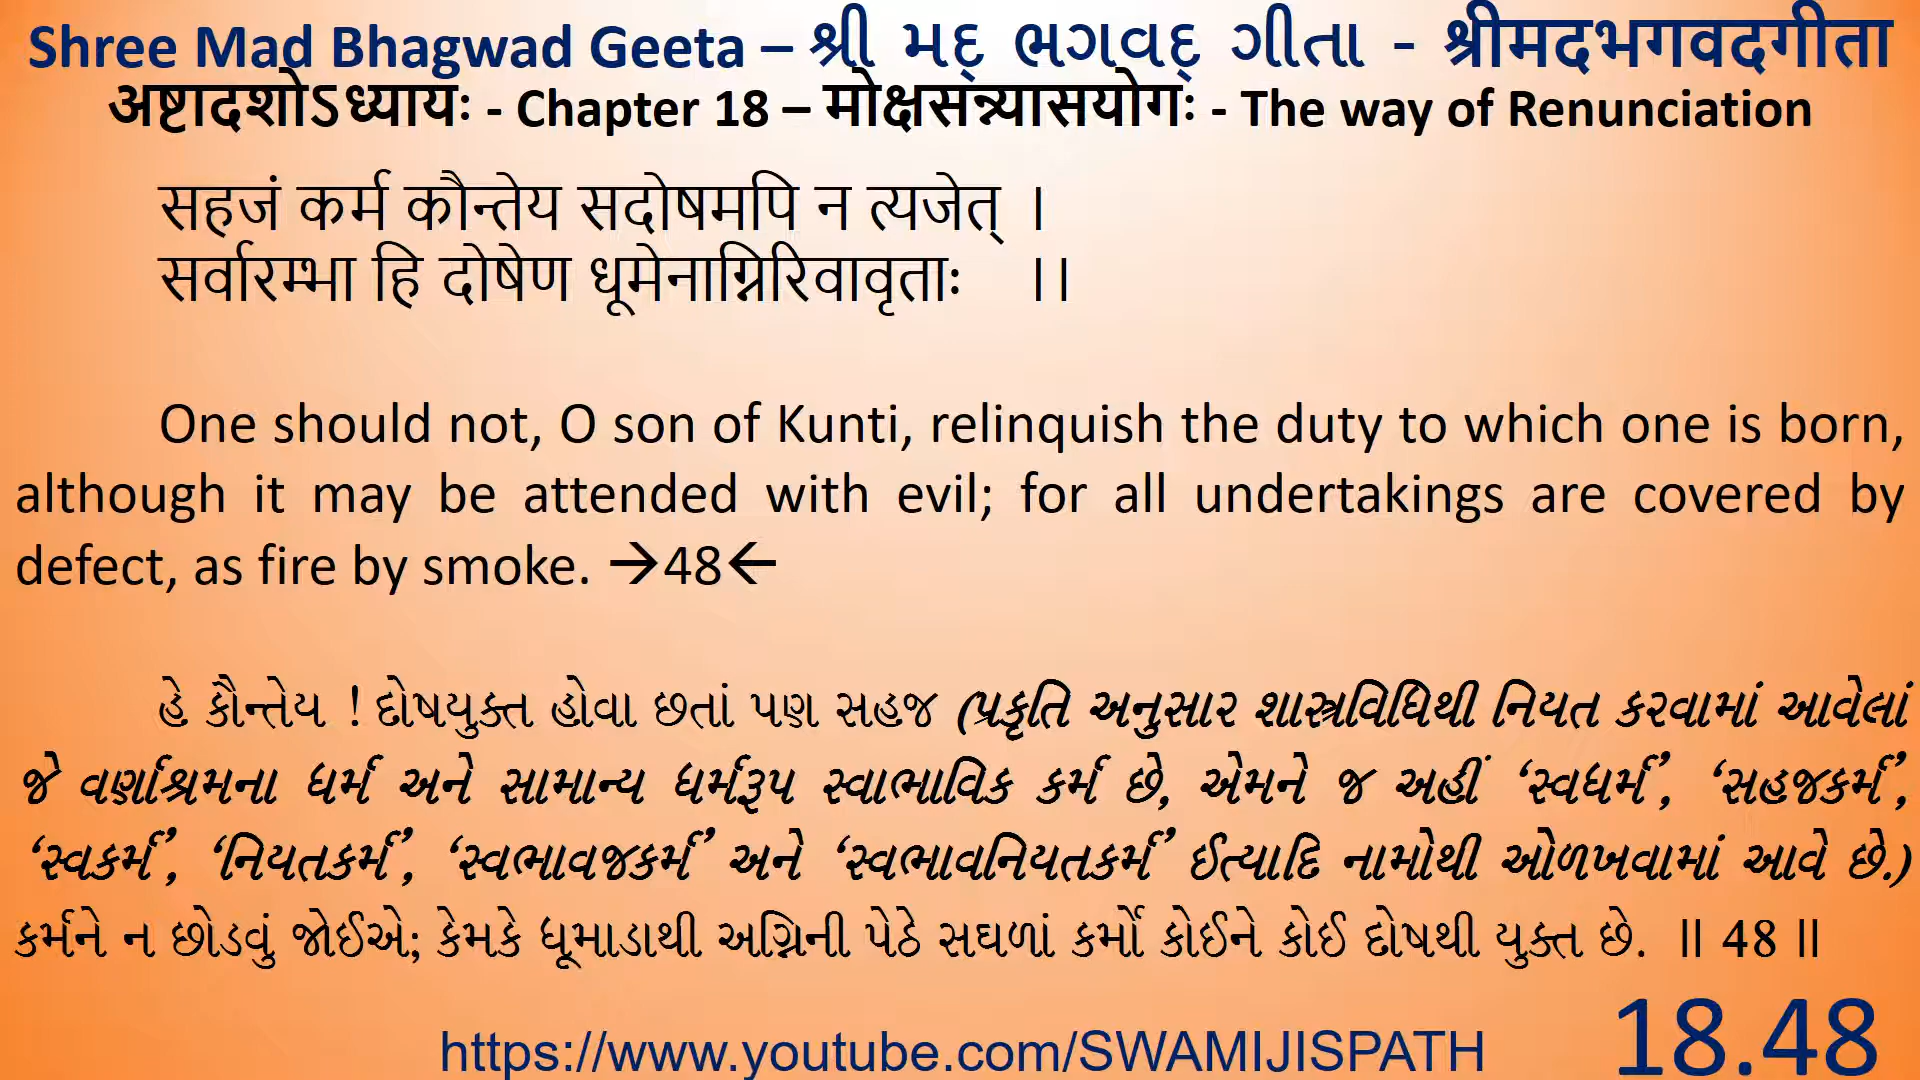 Shree Mad Bhagwad Geeta – શ્રી મદ્ ભગવદ્ ગીતા - श्रीमदभगवदगीता
अष्टादशोऽध्यायः - Chapter 18 – मोक्षसंन्यासयोगः - The way of Renunciation
सहजं कर्म कौन्तेय सदोषमपि न त्यजेत् ।
सर्वारम्भा हि दोषेण धूमेनाग्निरिवावृताः ।।
One should not, O son of Kunti, relinquish the duty to which one is born,
although it may be attended with evil; for all undertakings are covered by
defect, as fire by smoke. →48←
હે કૌન્તેય ! દોષયુક્ત હોવા છતાં પણ સહજ (પ્રકૃતિ અનુસાર શાસ્ત્રવિધિથી નિયત કરવામાં આવેલાં
જે વર્ણાશ્રમના ધર્મ અને સામાન્ય ધર્મરૂપ સ્વાભાવિક કર્મ છે, એમને જ અહીં ‘સ્વધર્મ’, ‘સહજકર્મ’,
‘સ્વકર્મ’, ‘નિયતકર્મ’, ‘સ્વભાવજકર્મ’ અને ‘સ્વભાવનિયતકર્મ’ ઈત્યાદિ નામોથી ઓળખવામાં આવે છે.)
કર્મને ન છોડવું જોઈએ; કેમકે ધૂમાડાથી અગ્નિની પેઠે સઘળાં કર્મો કોઈને કોઈ દોષથી યુક્ત છે. ॥ 48 ॥
https://www.youtube.com/SWAMIJISPATH
18.48